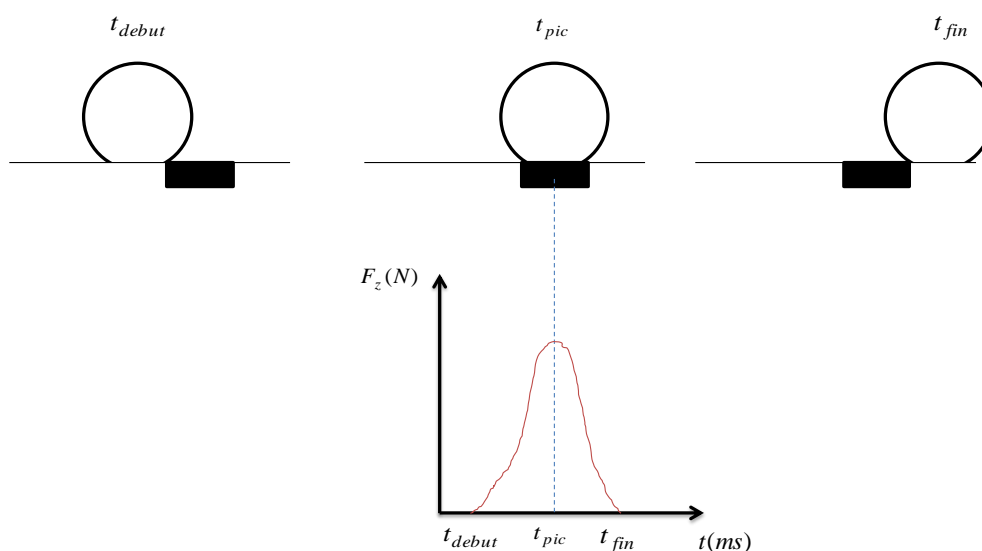 t_debut
t_pic
t_fin
F_z(N)
t_debut
t_pic
t_fin
t(ms)